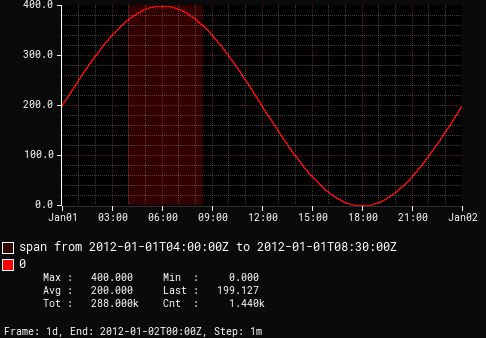 400.0
300.0
200.0
100.0
0.0
Jan01 03:00 06:00 09:00 12:00 15:00 18:00 21:00 Jan02
span from 2012-01-01T04:00:00Z to 2012-01-01T08:30:00Z
0
Max : 400.000 Min : 0.000
Avg : 200.000 Last : 199.127
Tot : 288.000k Cnt : 1.440k
Frame: 1d, End: 2012-01-02T00:00Z, Step: 1m